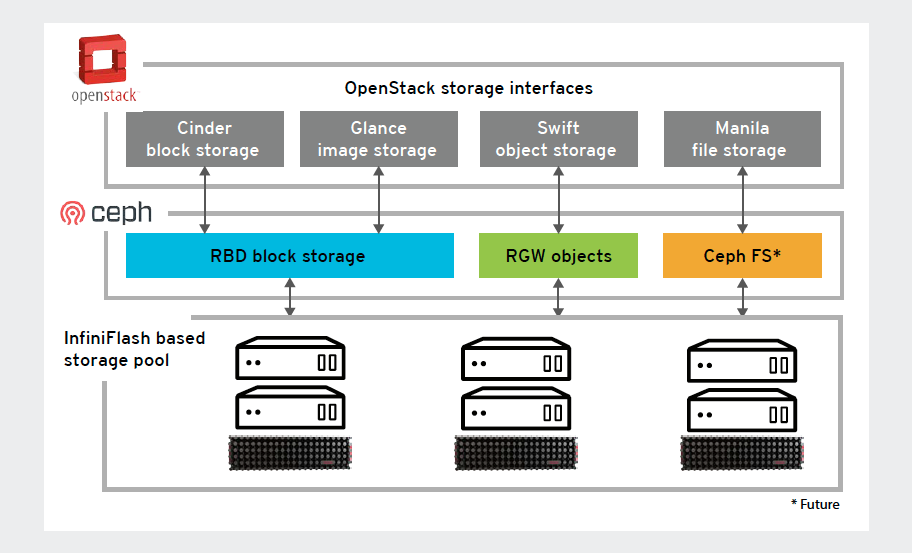 openstack
OpenStack storage interfaces
Cinder
block storage
Glance
image storage
Swift
object storage
Manila
file storage
ceph
RBD block storage
RGW objects
Ceph FS*
InfiniFlash based
storage pool
* Future